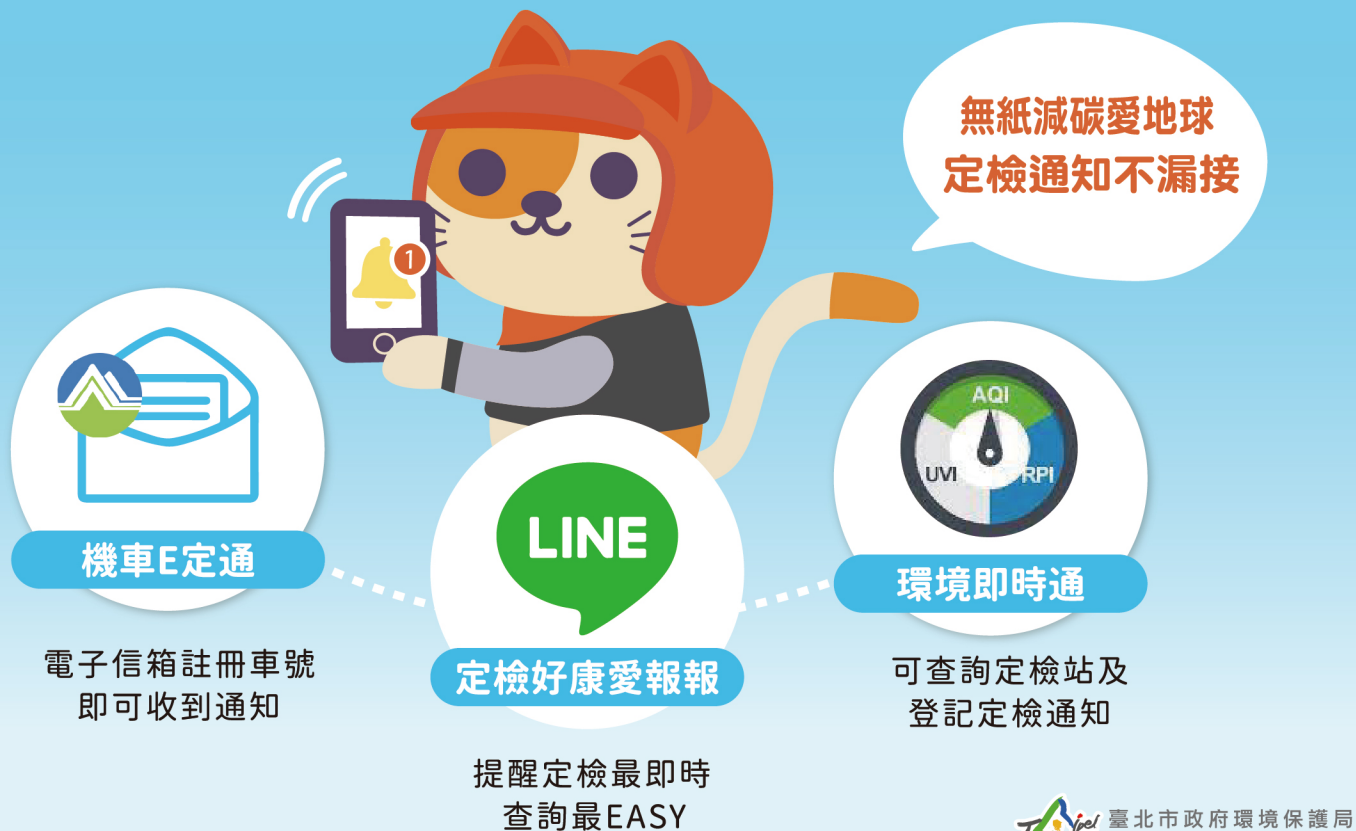 無紙減碳愛地球
定檢通知不漏接
1
AQI
UVI
RPI
機車E定通
電子信箱註冊車號
即可收到通知
LINE
定檢好康愛報報
提醒定檢最即時
查詢最EASY
環境即時通
可查詢定檢站及
登記定檢通知
TAipei 臺北市政府環境保護局